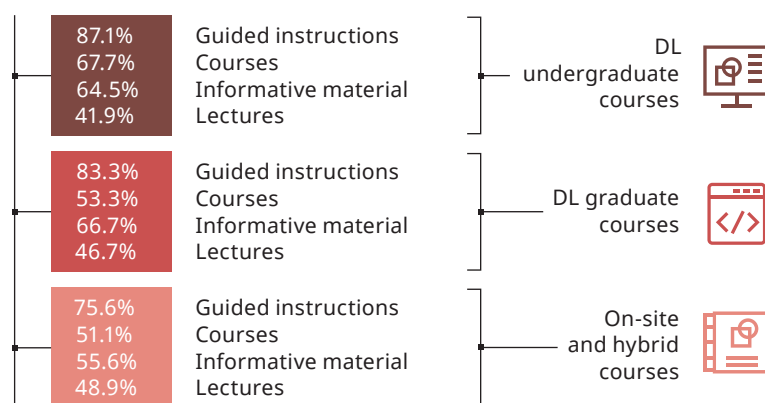 87.1% Guided instructions
67.7% Courses
64.5% Informative material
41.9% Lectures
DL
undergraduate
courses
83.3% Guided instructions
53.3% Courses
66.7% Informative material
46.7% Lectures
DL graduate
courses
</>
75.6% Guided instructions
51.1% Courses
55.6% Informative material
48.9% Lectures
On-site
and hybrid
courses